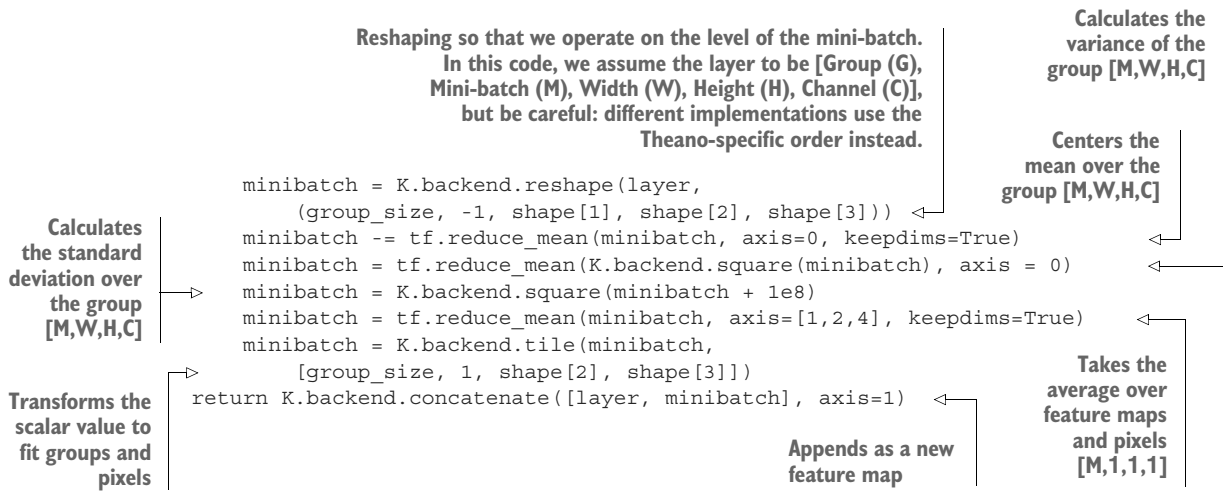 Calculates the
variance of the
group [M,W,H,C]
Reshaping so that we operate on the level of the mini-batch.
In this code, we assume the layer to be [Group (G),
Mini-batch (M), Width (W), Height (H), Channel (C)],
but be careful: different implementations use the
Theano-specific order instead.
Centers the
mean over the
group [M,W,H,C]
minibatch = K.backend.reshape(layer,
(group_size, -1, shape[1], shape[2], shape[3]))
Calculates
the standard
deviation over
the group
[M,W,H,C]
minibatch -= tf.reduce_mean(minibatch, axis=0, keepdims=True)
minibatch = tf.reduce_mean(K.backend.square(minibatch), axis = 0)
minibatch = K.backend.square(minibatch + 1e8)
minibatch = tf.reduce_mean(minibatch, axis=[1,2,4], keepdims=True)
minibatch = K.backend.tile(minibatch,
[group_size, 1, shape[2], shape[3]])
return K.backend.concatenate([layer, minibatch], axis=1)
Transforms the
scalar value to
fit groups and
pixels
Appends as a new
feature map
Takes the
average over
feature maps
and pixels
[M,1,1,1]